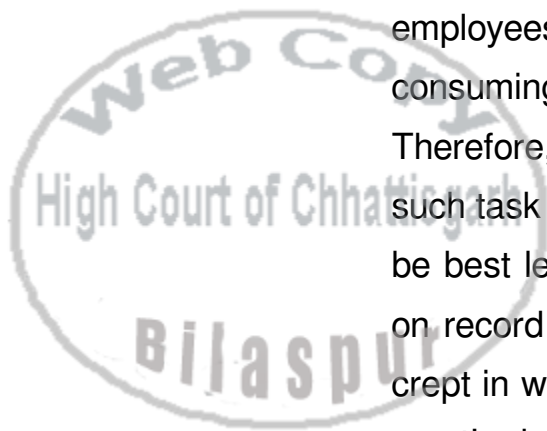 Web Copy
High Court of Chhattisgarh
Bilaspur
employees
consuming
Therefore,
such task
be best le
on record
crept in w